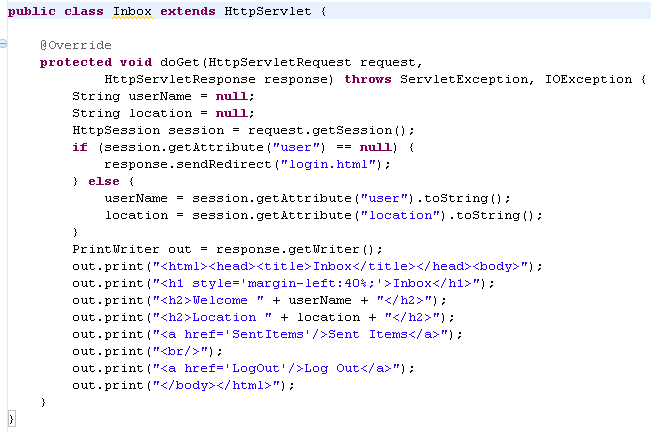 public class Inbox extends HttpServlet {
@Override
protected void doGet(HttpServletRequest request,
HttpServletResponse response) throws ServletException, IOException {
String userName = null;
String location = null;
HttpSession session = request.getSession();
if (session.getAttribute("user") == null) {
response.sendRedirect("login.html");
} else {
userName = session.getAttribute("user").toString();
location = session.getAttribute("location").toString();
}
PrintWriter out = response.getWriter();
out.print("<html><head><title>Inbox</title></head><body>");
out.print("<h1 style='margin-left:40%;'>Inbox</h1>");
out.print("<h2>Welcome " + userName + "</h2>");
out.print("<h2>Location " + location + "</h2>");
out.print("<a href='SentItems'/>Sent Items</a>");
out.print("<br/>");
out.print("<a href='LogOut'/>Log Out</a>");
out.print("</body></html>");
}
}